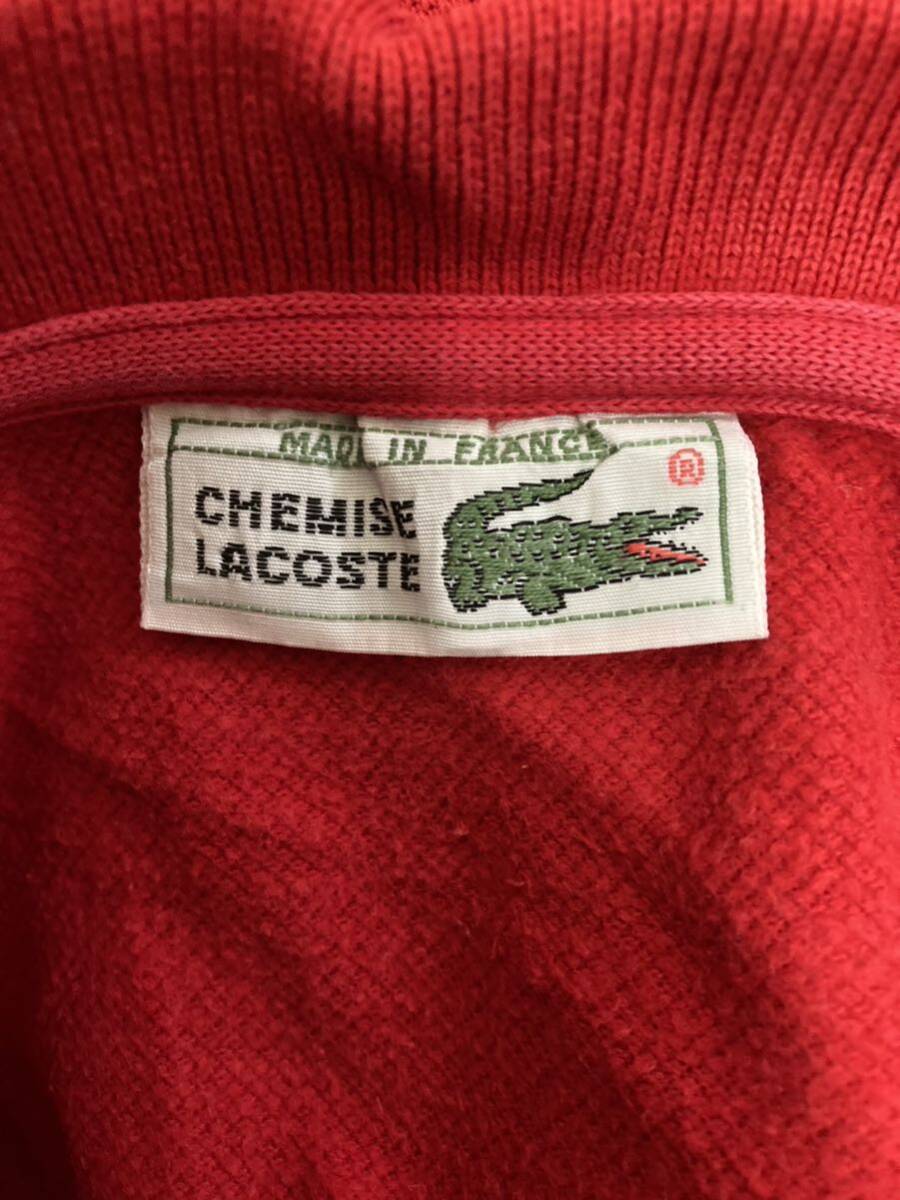 MADE IN FRANCE
®
CHEMISE
LACOSTE